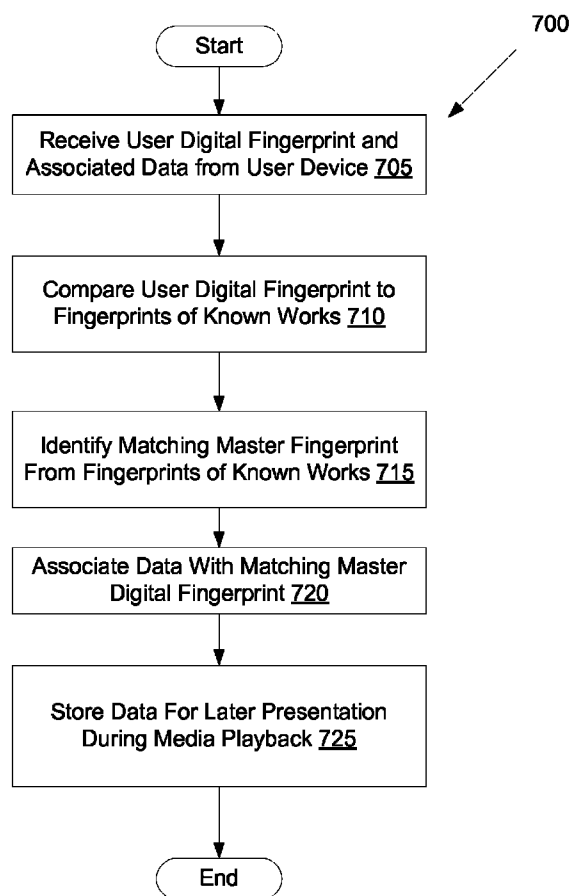 700
Start
Receive User Digital Fingerprint and
Associated Data from User Device 705
Compare User Digital Fingerprint to
Fingerprints of Known Works 710
Identify Matching Master Fingerprint
From Fingerprints of Known Works 715
Associate Data With Matching Master
Digital Fingerprint 720
Store Data For Later Presentation
During Media Playback 725
End